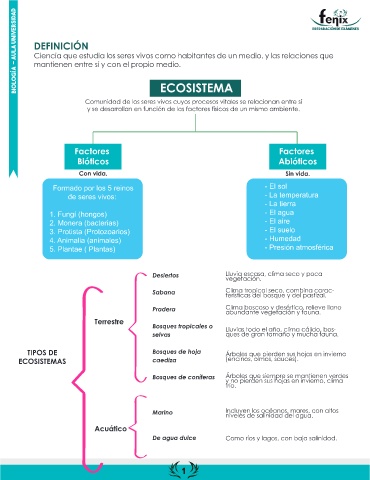 fenix
PREPARACIÓN DE EXÁMENES
BIOLOGÍA – AULA UNIVERSIDAD
DEFINICIÓN
Ciencia que estudia los seres vivos como habitantes de un medio, y las relaciones que
mantienen entre si y con el propio medio.
ECOSISTEMA
Comunidad de los seres vivos cuyos procesos vitales se relacionan entre sí
y se desarrollan en función de los factores físicos de un mismo ambiente.
Factores
Bióticos
Con vida.
Formado por los 5 reinos
de seres vivos:
1. Fungi (hongos)
2. Monera (bacterias)
3. Protista (Protozoarios)
4. Animalia (animales)
5. Plantae ( Plantas)
Factores
Abióticos
Sin vida.
- El sol
- La temperatura
- La tierra
- El agua
- El aire
- El suelo
- Humedad
- Presión atmosférica
TIPOS DE
ECOSISTEMAS
Terrestre
Desiertos
Lluvia escasa, clima seco y poca
vegetación.
Sabana
Clima tropical seco, combina carac-
terísticas del bosque y del pastizal.
Pradera
Clima boscoso y desértico, relieve llano
abundante vegetación y fauna.
Bosques tropicales o
selvas
Lluvias todo el año, clima cálido, bos-
ques de gran tamaño y mucha fauna.
Bosques de hoja
caediza
Árboles que pierden sus hojas en invierno
(encinos, olmos, sauces).
Bosques de coníferas
Árboles que siempre se mantienen verdes
y no pierden sus hojas en invierno, clima
frío.
Acuático
Marino
Incluyen los océanos, mares, con altos
niveles de salinidad del agua.
De agua dulce
Como ríos y lagos, con baja salinidad.
1